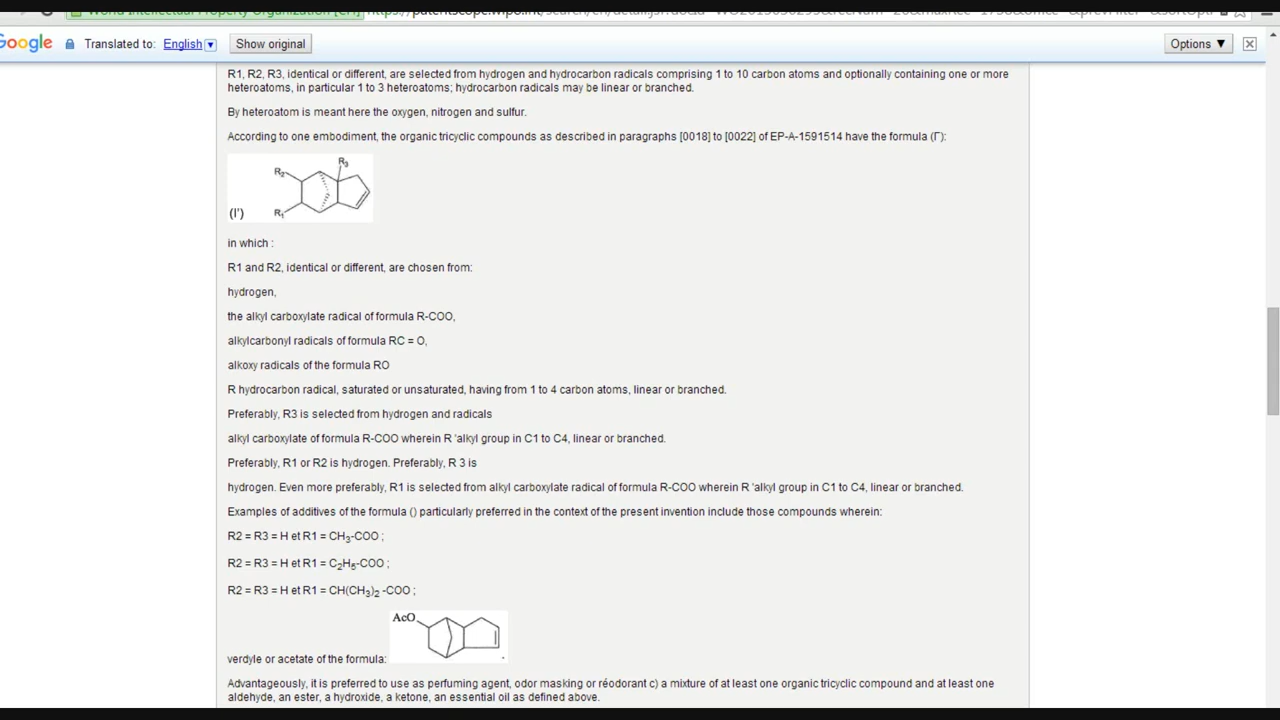 World Intellectual Property Organization [CH]
Google Translated to: English ▼ Show original Options ▼
R1, R2, R3, identical or different, are selected from hydrogen and hydrocarbon radicals comprising 1 to 10 carbon atoms and optionally containing one or more
heteroatoms, in particular 1 to 3 heteroatoms; hydrocarbon radicals may be linear or branched.
By heteroatom is meant here the oxygen, nitrogen and sulfur.
According to one embodiment, the organic tricyclic compounds as described in paragraphs [0018] to [0022] of EP-A-1591514 have the formula (Γ):
R3
R2
R1
(I')
in which :
R1 and R2, identical or different, are chosen from:
hydrogen,
the alkyl carboxylate radical of formula R-COO,
alkylcarbonyl radicals of formula RC = O,
alkoxy radicals of the formula RO
R hydrocarbon radical, saturated or unsaturated, having from 1 to 4 carbon atoms, linear or branched.
Preferably, R3 is selected from hydrogen and radicals
alkyl carboxylate of formula R-COO wherein R 'alkyl group in C1 to C4, linear or branched.
Preferably, R1 or R2 is hydrogen. Preferably, R 3 is
hydrogen. Even more preferably, R1 is selected from alkyl carboxylate radical of formula R-COO wherein R 'alkyl group in C1 to C4, linear or branched.
Examples of additives of the formula () particularly preferred in the context of the present invention include those compounds wherein:
R2 = R3 = H et R1 = CH3-COO ;
R2 = R3 = H et R1 = C2H5-COO ;
R2 = R3 = H et R1 = CH(CH3)2 -COO ;
AcO
verdyle or acetate of the formula: .
Advantageously, it is preferred to use as perfuming agent, odor masking or réodorant c) a mixture of at least one organic tricyclic compound and at least one
aldehyde, an ester, a hydroxide, a ketone, an essential oil as defined above.